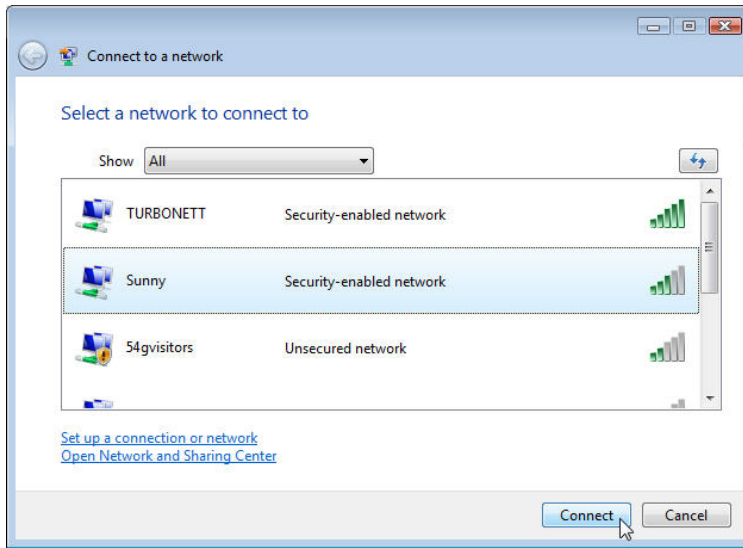 Connect to a network
Select a network to connect to
Show All
TURBONETT Security-enabled network
Sunny Security-enabled network
54gvisitors Unsecured network
Set up a connection or network
Open Network and Sharing Center
Connect Cancel